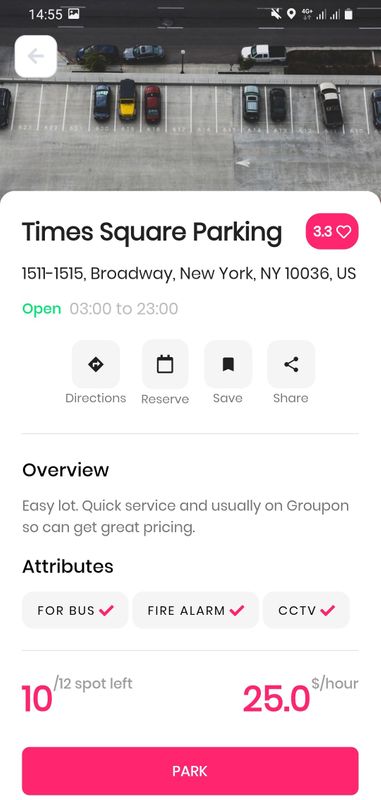 14:55
4G+
Times Square Parking
3.3
1511-1515, Broadway, New York, NY 10036, US
Open 03:00 to 23:00
Directions Reserve Save Share
Overview
Easy lot. Quick service and usually on Groupon
so can get great pricing.
Attributes
FOR BUS FIRE ALARM CCTV
10/12 spot left 25.0$/hour
PARK